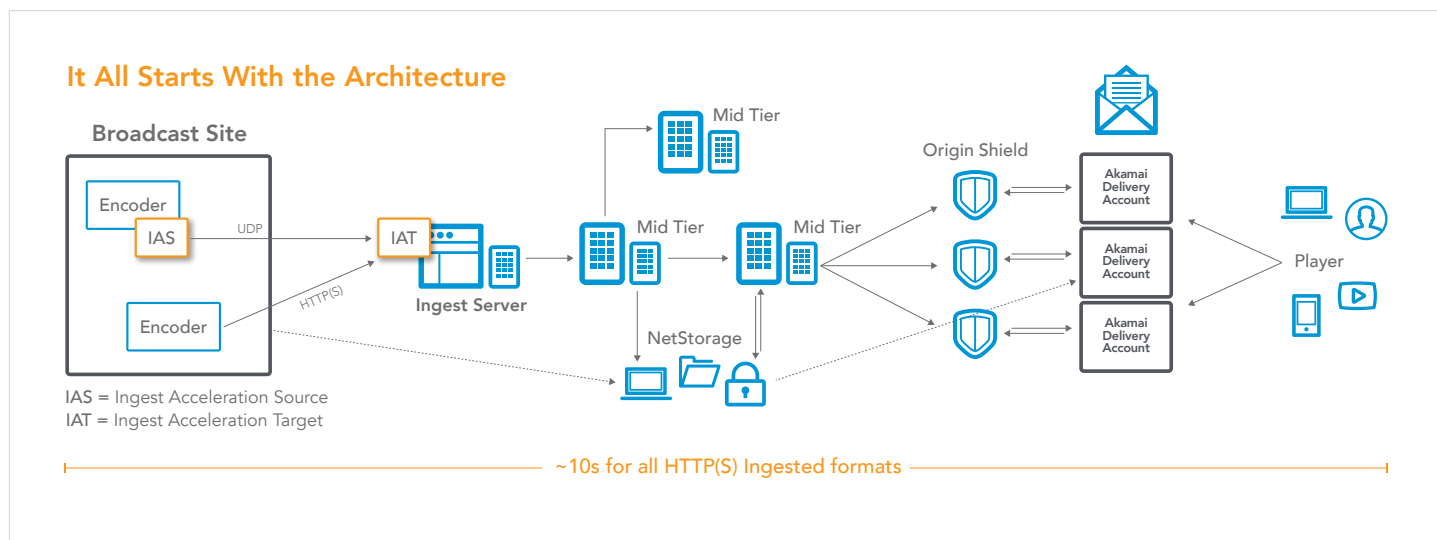 It All Starts With the Architecture
Broadcast Site
Encoder
IAS
UDP
IAT
HTTP(S)
Encoder
Ingest Server
Mid Tier
Mid Tier
Mid Tier
NetStorage
Origin Shield
Akamai
Delivery
Account
Akamai
Delivery
Account
Akamai
Delivery
Account
Player
IAS = Ingest Acceleration Source
IAT = Ingest Acceleration Target
~10s for all HTTP(S) Ingested formats